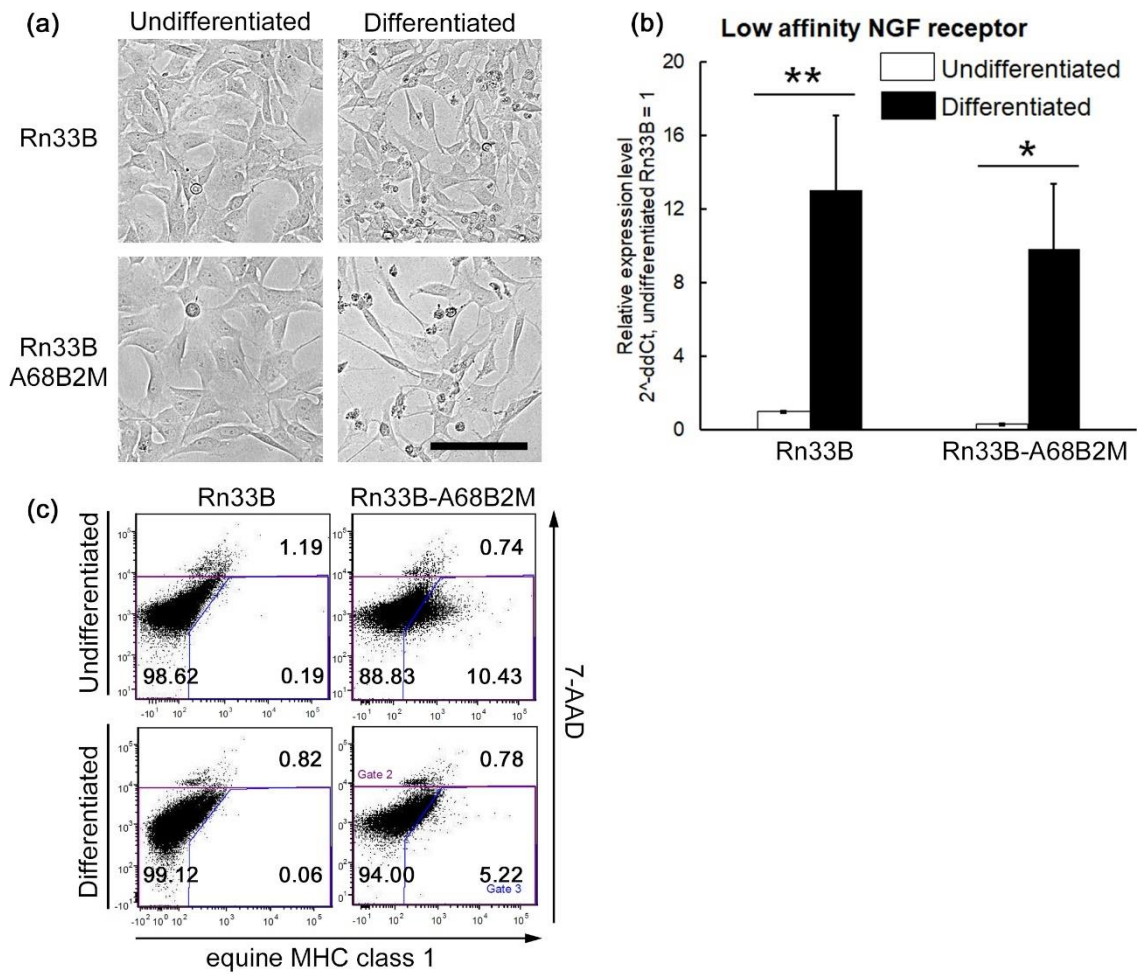 (a)
Undifferentiated
Differentiated
Rn33B
Rn33B
A68B2M
(b)
Low affinity NGF receptor
Relative expression level
2^-ddCt, undifferentiated Rn33B = 1
20
16
12
8
4
0
**
*
Undifferentiated
Differentiated
Rn33B
Rn33B-A68B2M
(c)
Rn33B
Rn33B-A68B2M
Undifferentiated
1.19
98.62
0.19
0.74
88.83
10.43
Differentiated
0.82
99.12
0.06
Gate 2
0.78
94.00
5.22
Gate 3
7-AAD
equine MHC class 1